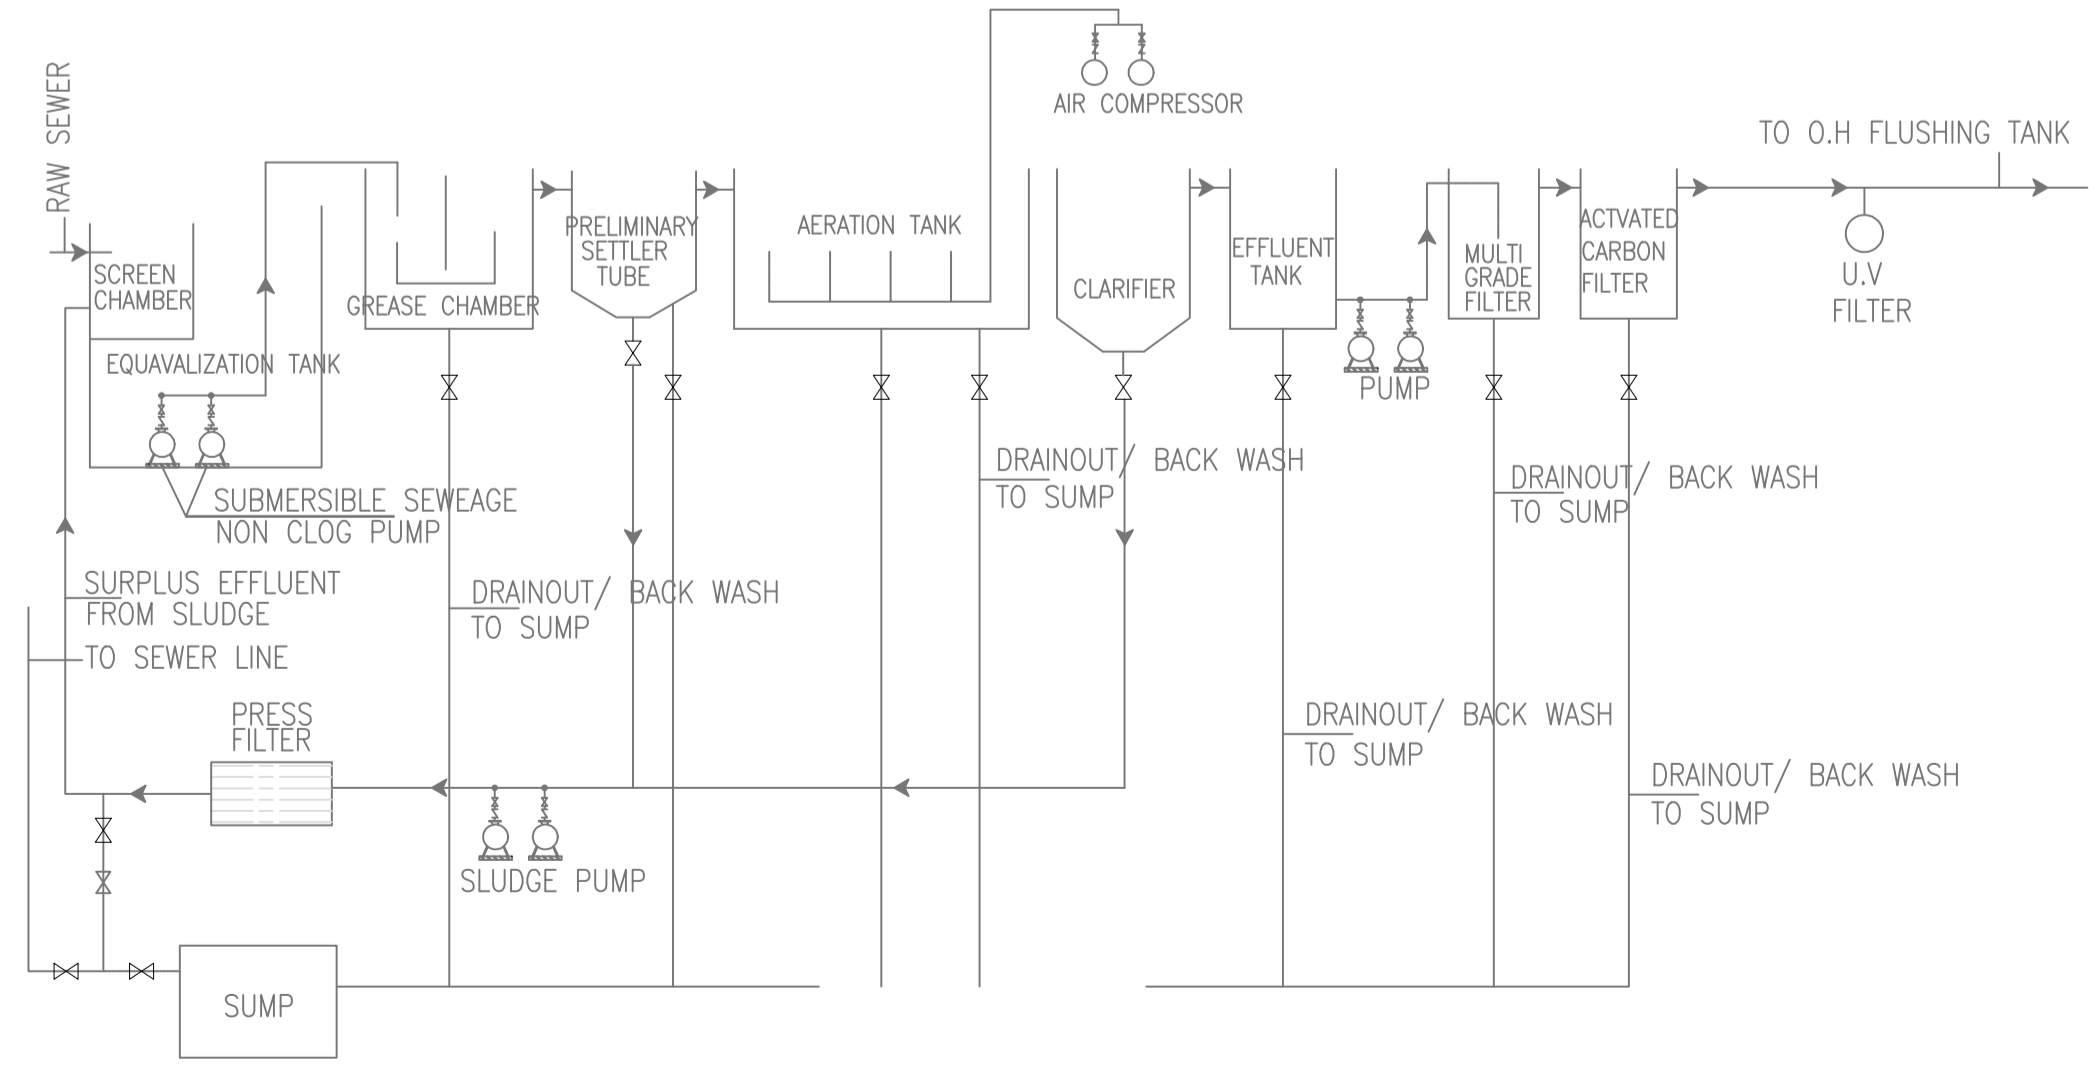 RAW SEWER
AIR COMPRESSOR
TO O.H FLUSHING TANK
SCREEN
CHAMBER
GREASE CHAMBER
PRELIMINARY
SETTLER
TUBE
AERATION TANK
CLARIFIER
EFFLUENT
TANK
MULTI
GRADE
FILTER
ACTVATED
CARBON
FILTER
U.V
FILTER
EQUAVALIZATION TANK
PUMP
SUBMERSIBLE SEWEAGE
NON CLOG PUMP
DRAINOUT/ BACK WASH
TO SUMP
DRAINOUT/ BACK WASH
TO SUMP
SURPLUS EFFLUENT
FROM SLUDGE
DRAINOUT/ BACK WASH
TO SUMP
TO SEWER LINE
PRESS
FILTER
DRAINOUT/ BACK WASH
TO SUMP
DRAINOUT/ BACK WASH
TO SUMP
SLUDGE PUMP
SUMP